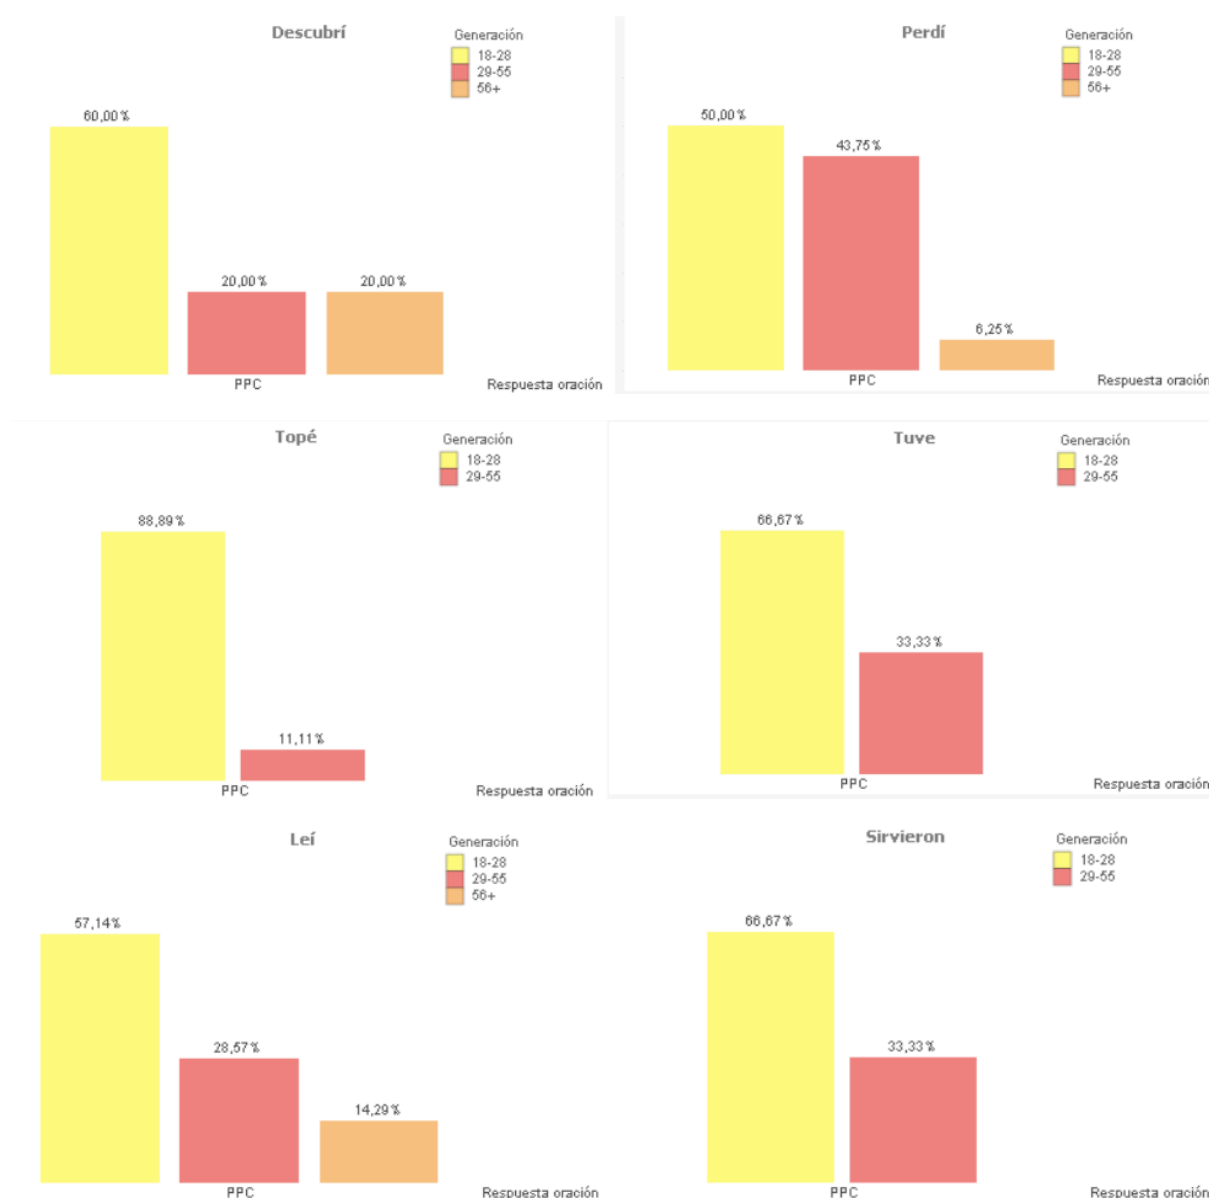 Descubrí
Generación
18-28
29-55
56+
60,00%
20,00%
20,00%
PPC
Respuesta oración
Perdí
Generación
18-28
29-55
56+
50,00%
43,75%
6,25%
PPC
Respuesta oración
Topé
Generación
18-28
29-55
88,89%
11,11%
PPC
Respuesta oración
Tuve
Generación
18-28
29-55
66,67%
33,33%
PPC
Respuesta oración
Leí
Generación
18-28
29-55
56+
57,14%
28,57%
14,29%
PPC
Respuesta oración
Sirvieron
Generación
18-28
29-55
66,67%
33,33%
PPC
Respuesta oración